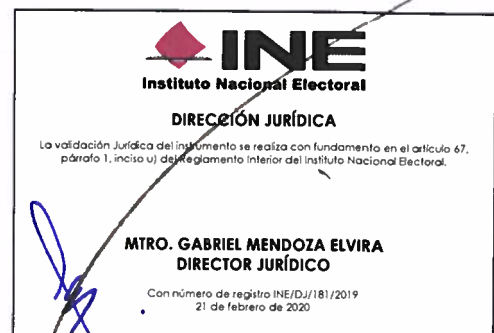 INE
Instituto Nacional Electoral
DIRECCIÓN JURÍDICA
La validación Jurídica del instrumento se realiza con fundamento en el artículo 67,
párrafo 1, inciso u) del Reglamento Interior del Instituto Nacional Electoral.
MTRO. GABRIEL MENDOZA ELVIRA
DIRECTOR JURÍDICO
Con número de registro INE/DJ/181/2019
21 de febrero de 2020